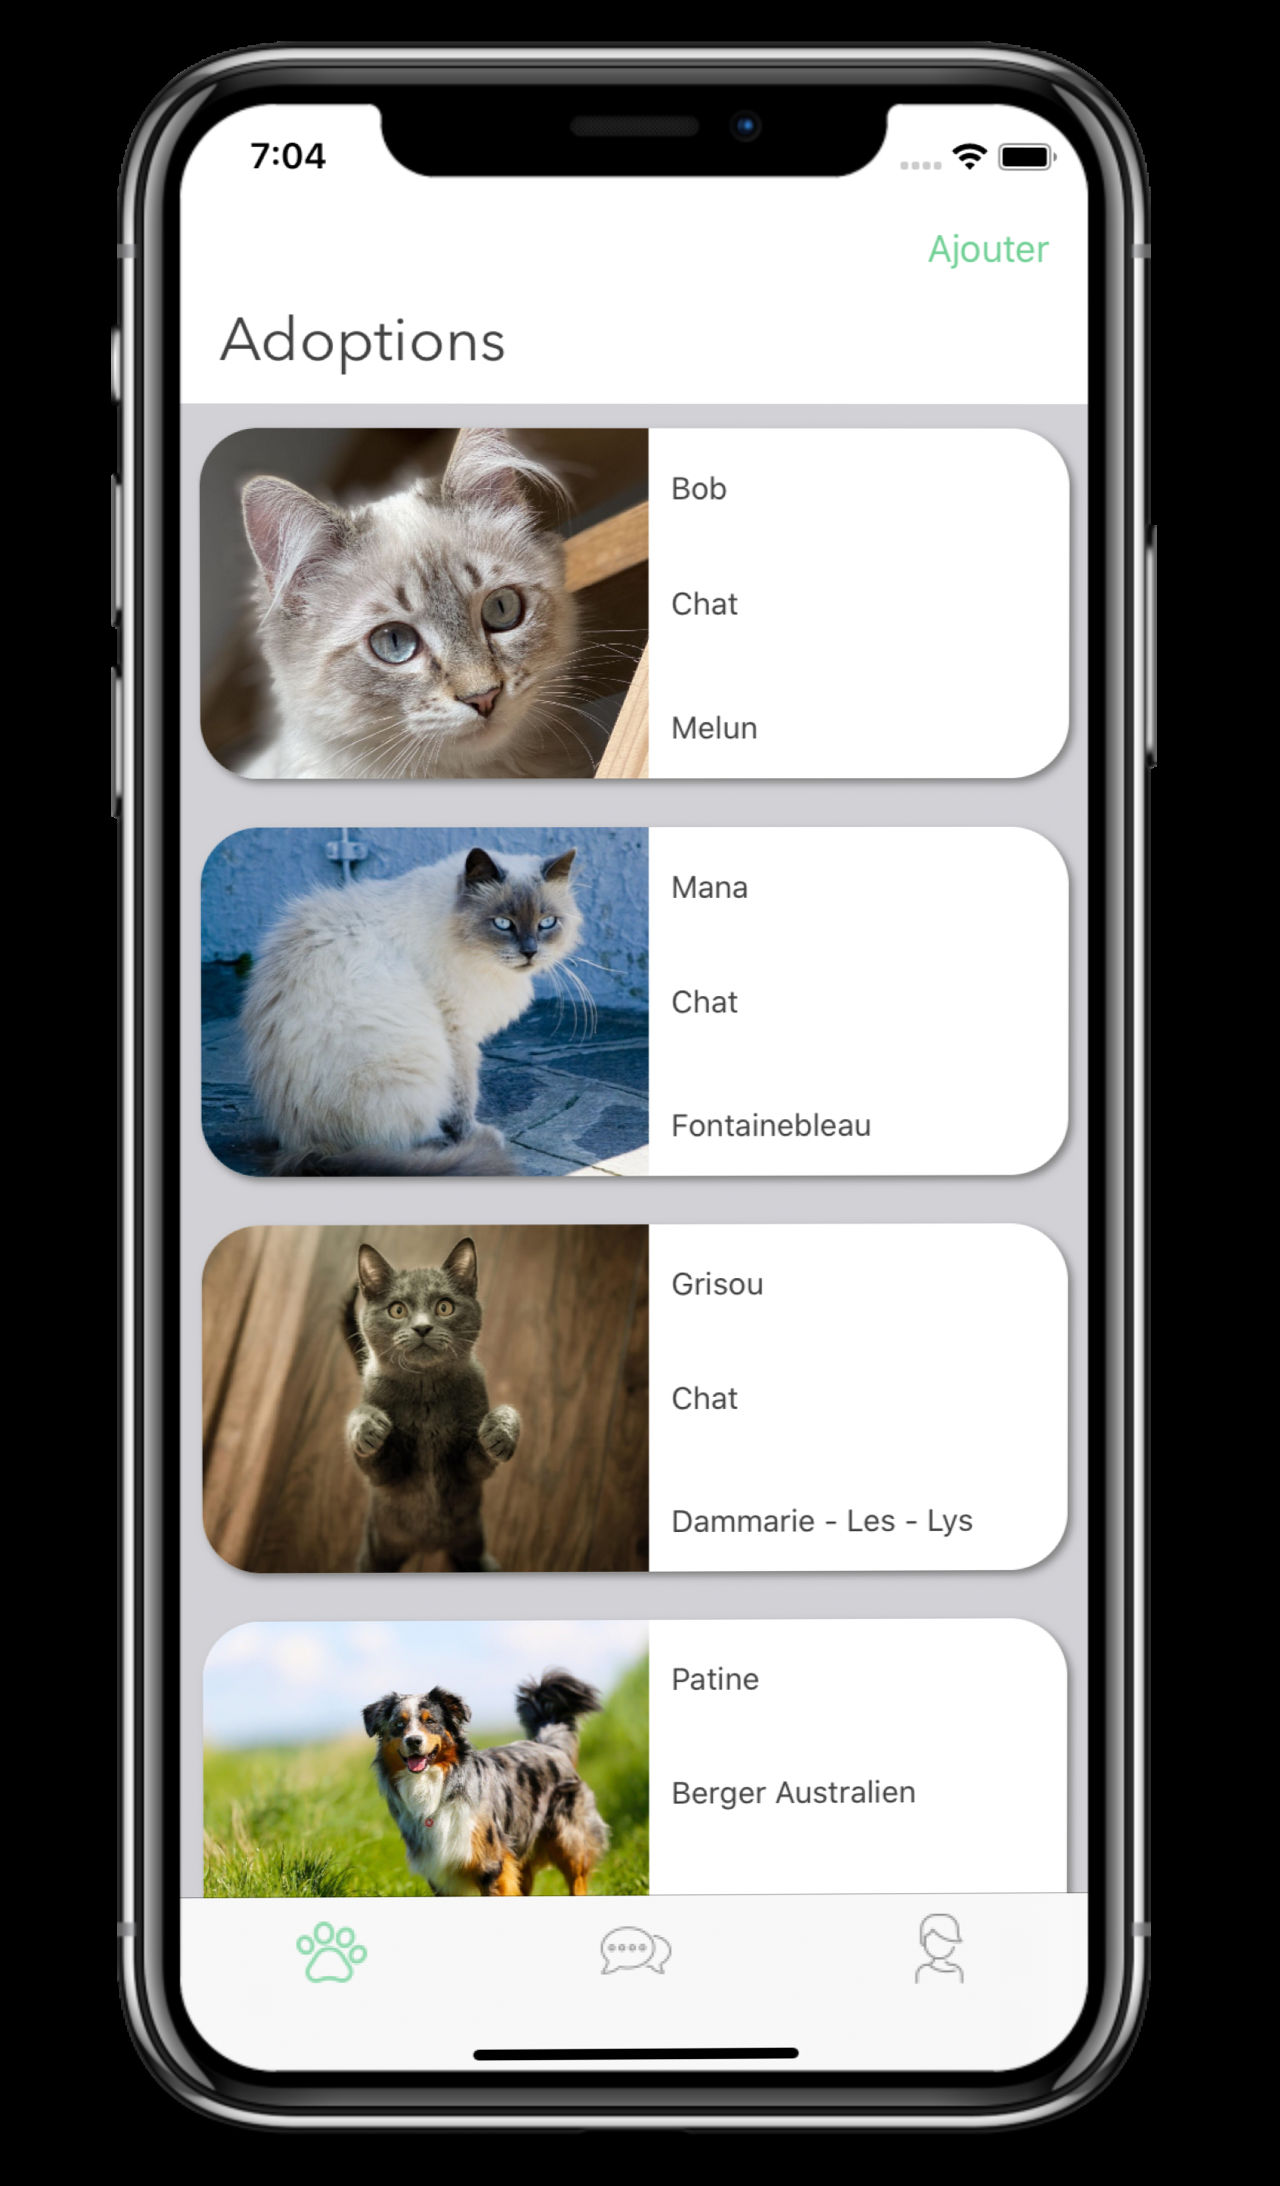 7:04
Ajouter
Adoptions
Bob
Chat
Melun
Mana
Chat
Fontainebleau
Grisou
Chat
Dammarie - Les - Lys
Patine
Berger Australien